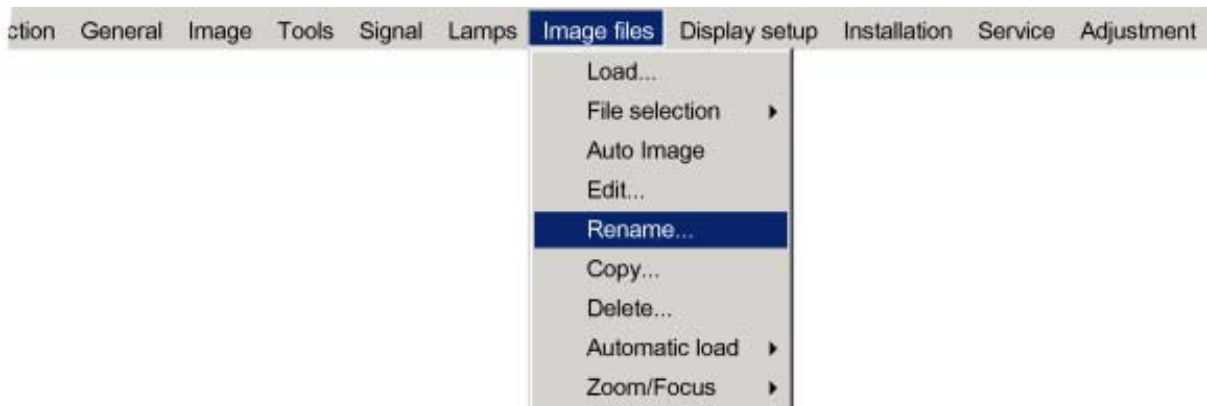 ction General Image Tools Signal Lamps Image files Display setup Installation Service Adjustment
Load...
File selection
Auto Image
Edit...
Rename...
Copy...
Delete...
Automatic load
Zoom/Focus